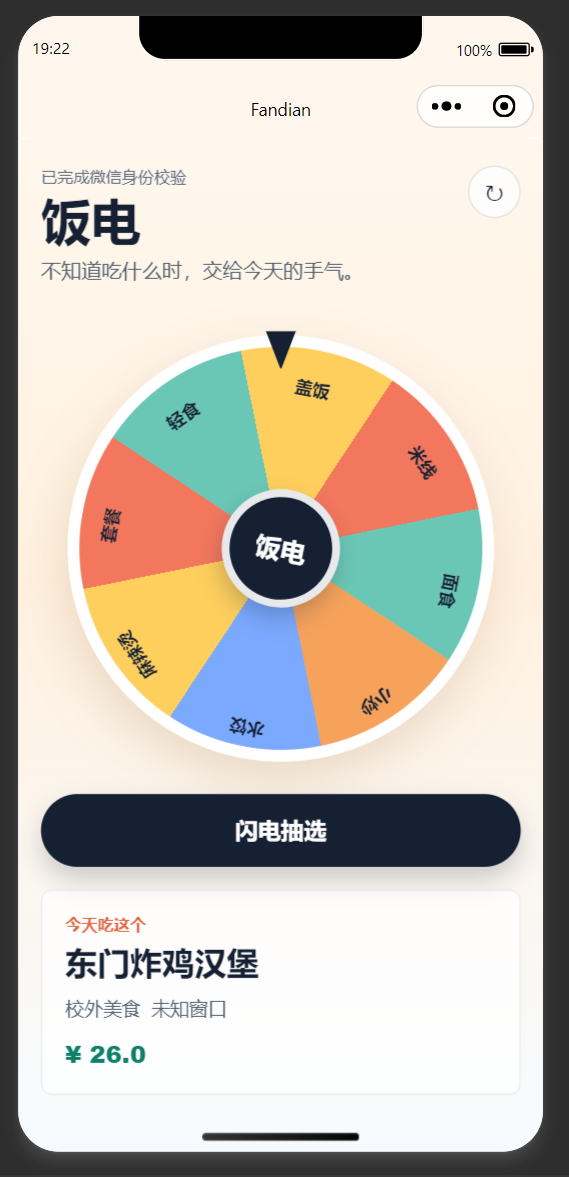 19:22
100%
Fandian
已完成微信身份校验
饭电
不知道吃什么时，交给今天的手气。
盖饭
米线
面食
小炒
水饺
麻辣烫
套餐
轻食
饭电
闪电抽选
今天吃这个
东门炸鸡汉堡
校外美食 未知窗口
¥ 26.0